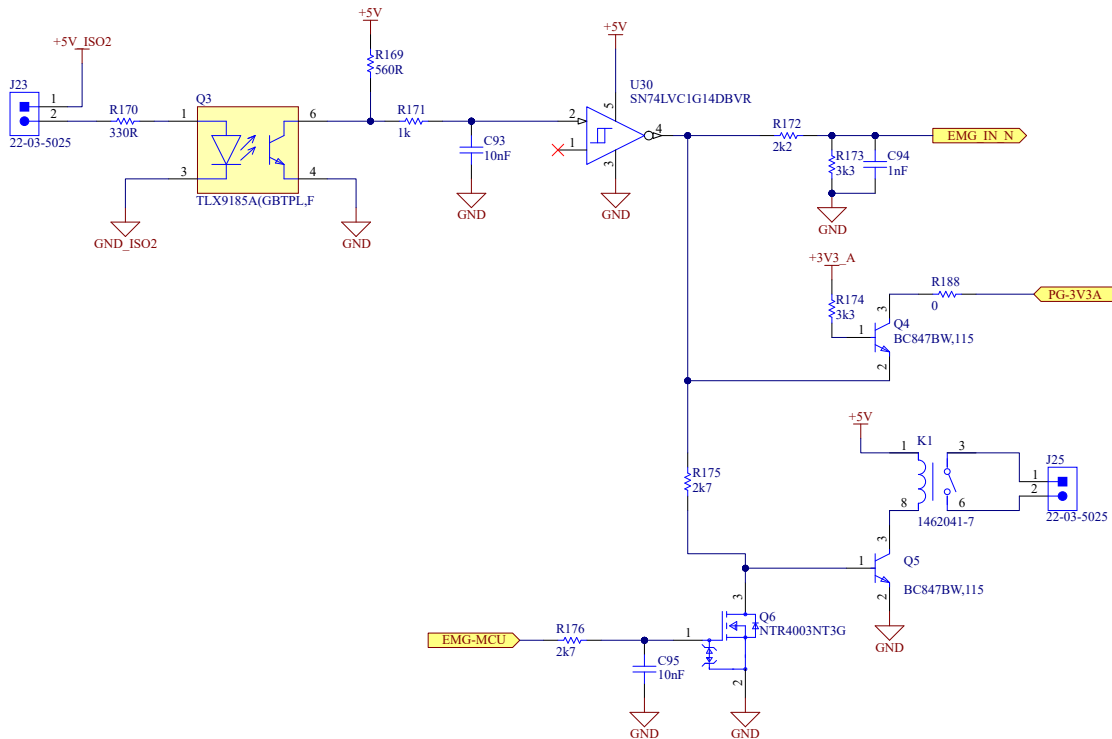 +5V
+5V_ISO2
+5V
R169
560R
J23
1
2
22-03-5025
R170
330R
Q3
1
6
3
4
TLX9185A(GBTPL,F
R171
1k
C93
10nF
GND
GND_ISO2
GND
U30
SN74LVC1G14DBVR
5
2
4
1
3
GND
R172
2k2
R173
3k3
C94
1nF
GND
EMG_IN_N
+3V3_A
R174
3k3
R188
0
PG-3V3A
3
Q4
1
BC847BW,115
2
+5V
K1
1
3
8
6
1462041-7
J25
1
2
22-03-5025
R175
2k7
3
Q5
1
BC847BW,115
2
GND
EMG-MCU
R176
2k7
C95
10nF
GND
3
Q6
NTR4003NT3G
1
2
GND